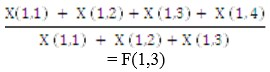 X(1,1) + X(1,2) + X(1,3) + X(1,4)
X(1,1) + X(1,2) + X(1,3)
= F(1,3)